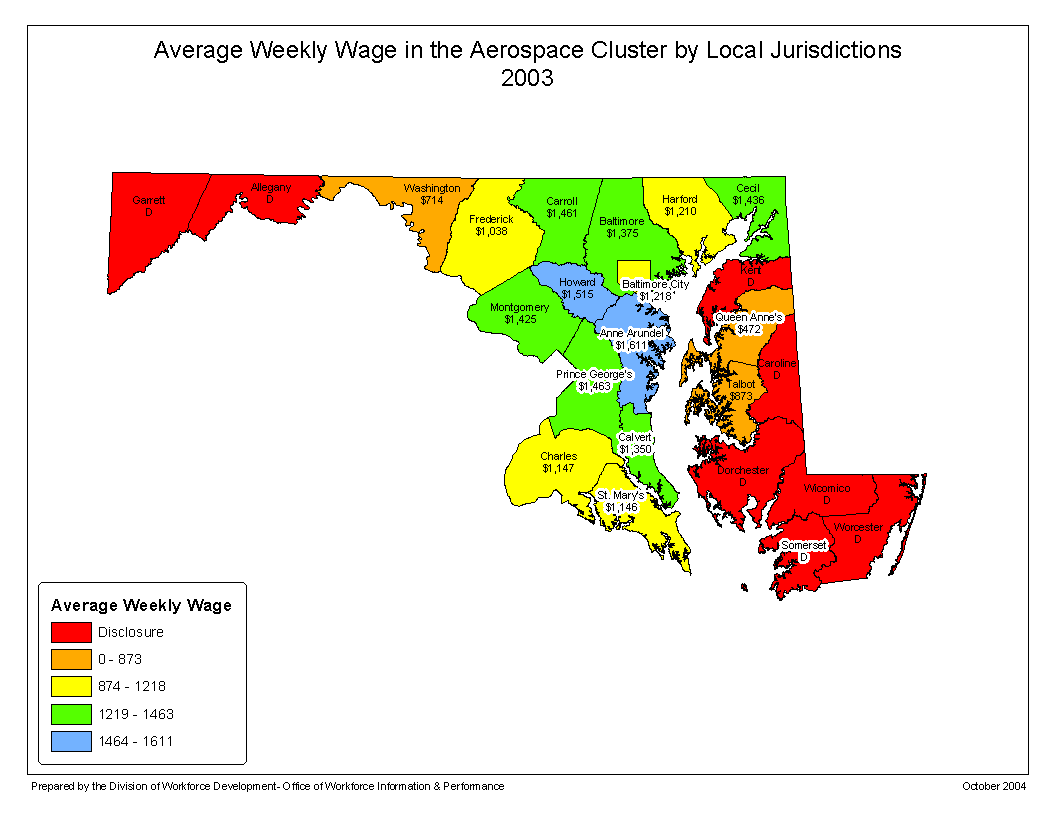 Average Weekly Wage in the Aerospace Cluster by Local Jurisdictions
2003
Garrett
D
Allegany
D
Washington
$714
Frederick
$1,038
Carroll
$1,461
Baltimore
$1,375
Harford
$1,210
Cecil
$1,436
Kent
D
Howard
$1,515
Baltimore City
$1,218
Montgomery
$1,425
Anne Arundel
$1,611
Queen Anne's
$472
Caroline
D
Prince George's
$1,463
Talbot
$873
Calvert
$1,350
Charles
$1,147
St. Mary's
$1,146
Dorchester
D
Wicomico
D
Worcester
D
Somerset
D
Average Weekly Wage
Disclosure
0 - 873
874 - 1218
1219 - 1463
1464 - 1611
Prepared by the Division of Workforce Development- Office of Workforce Information & Performance
October 2004